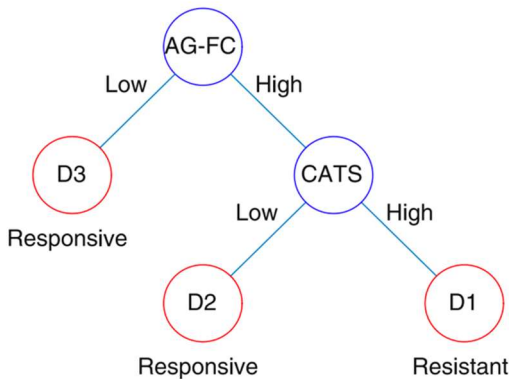 AG-FC
Low
High
D3
CATS
Responsive
Low
High
D2
D1
Responsive
Resistant